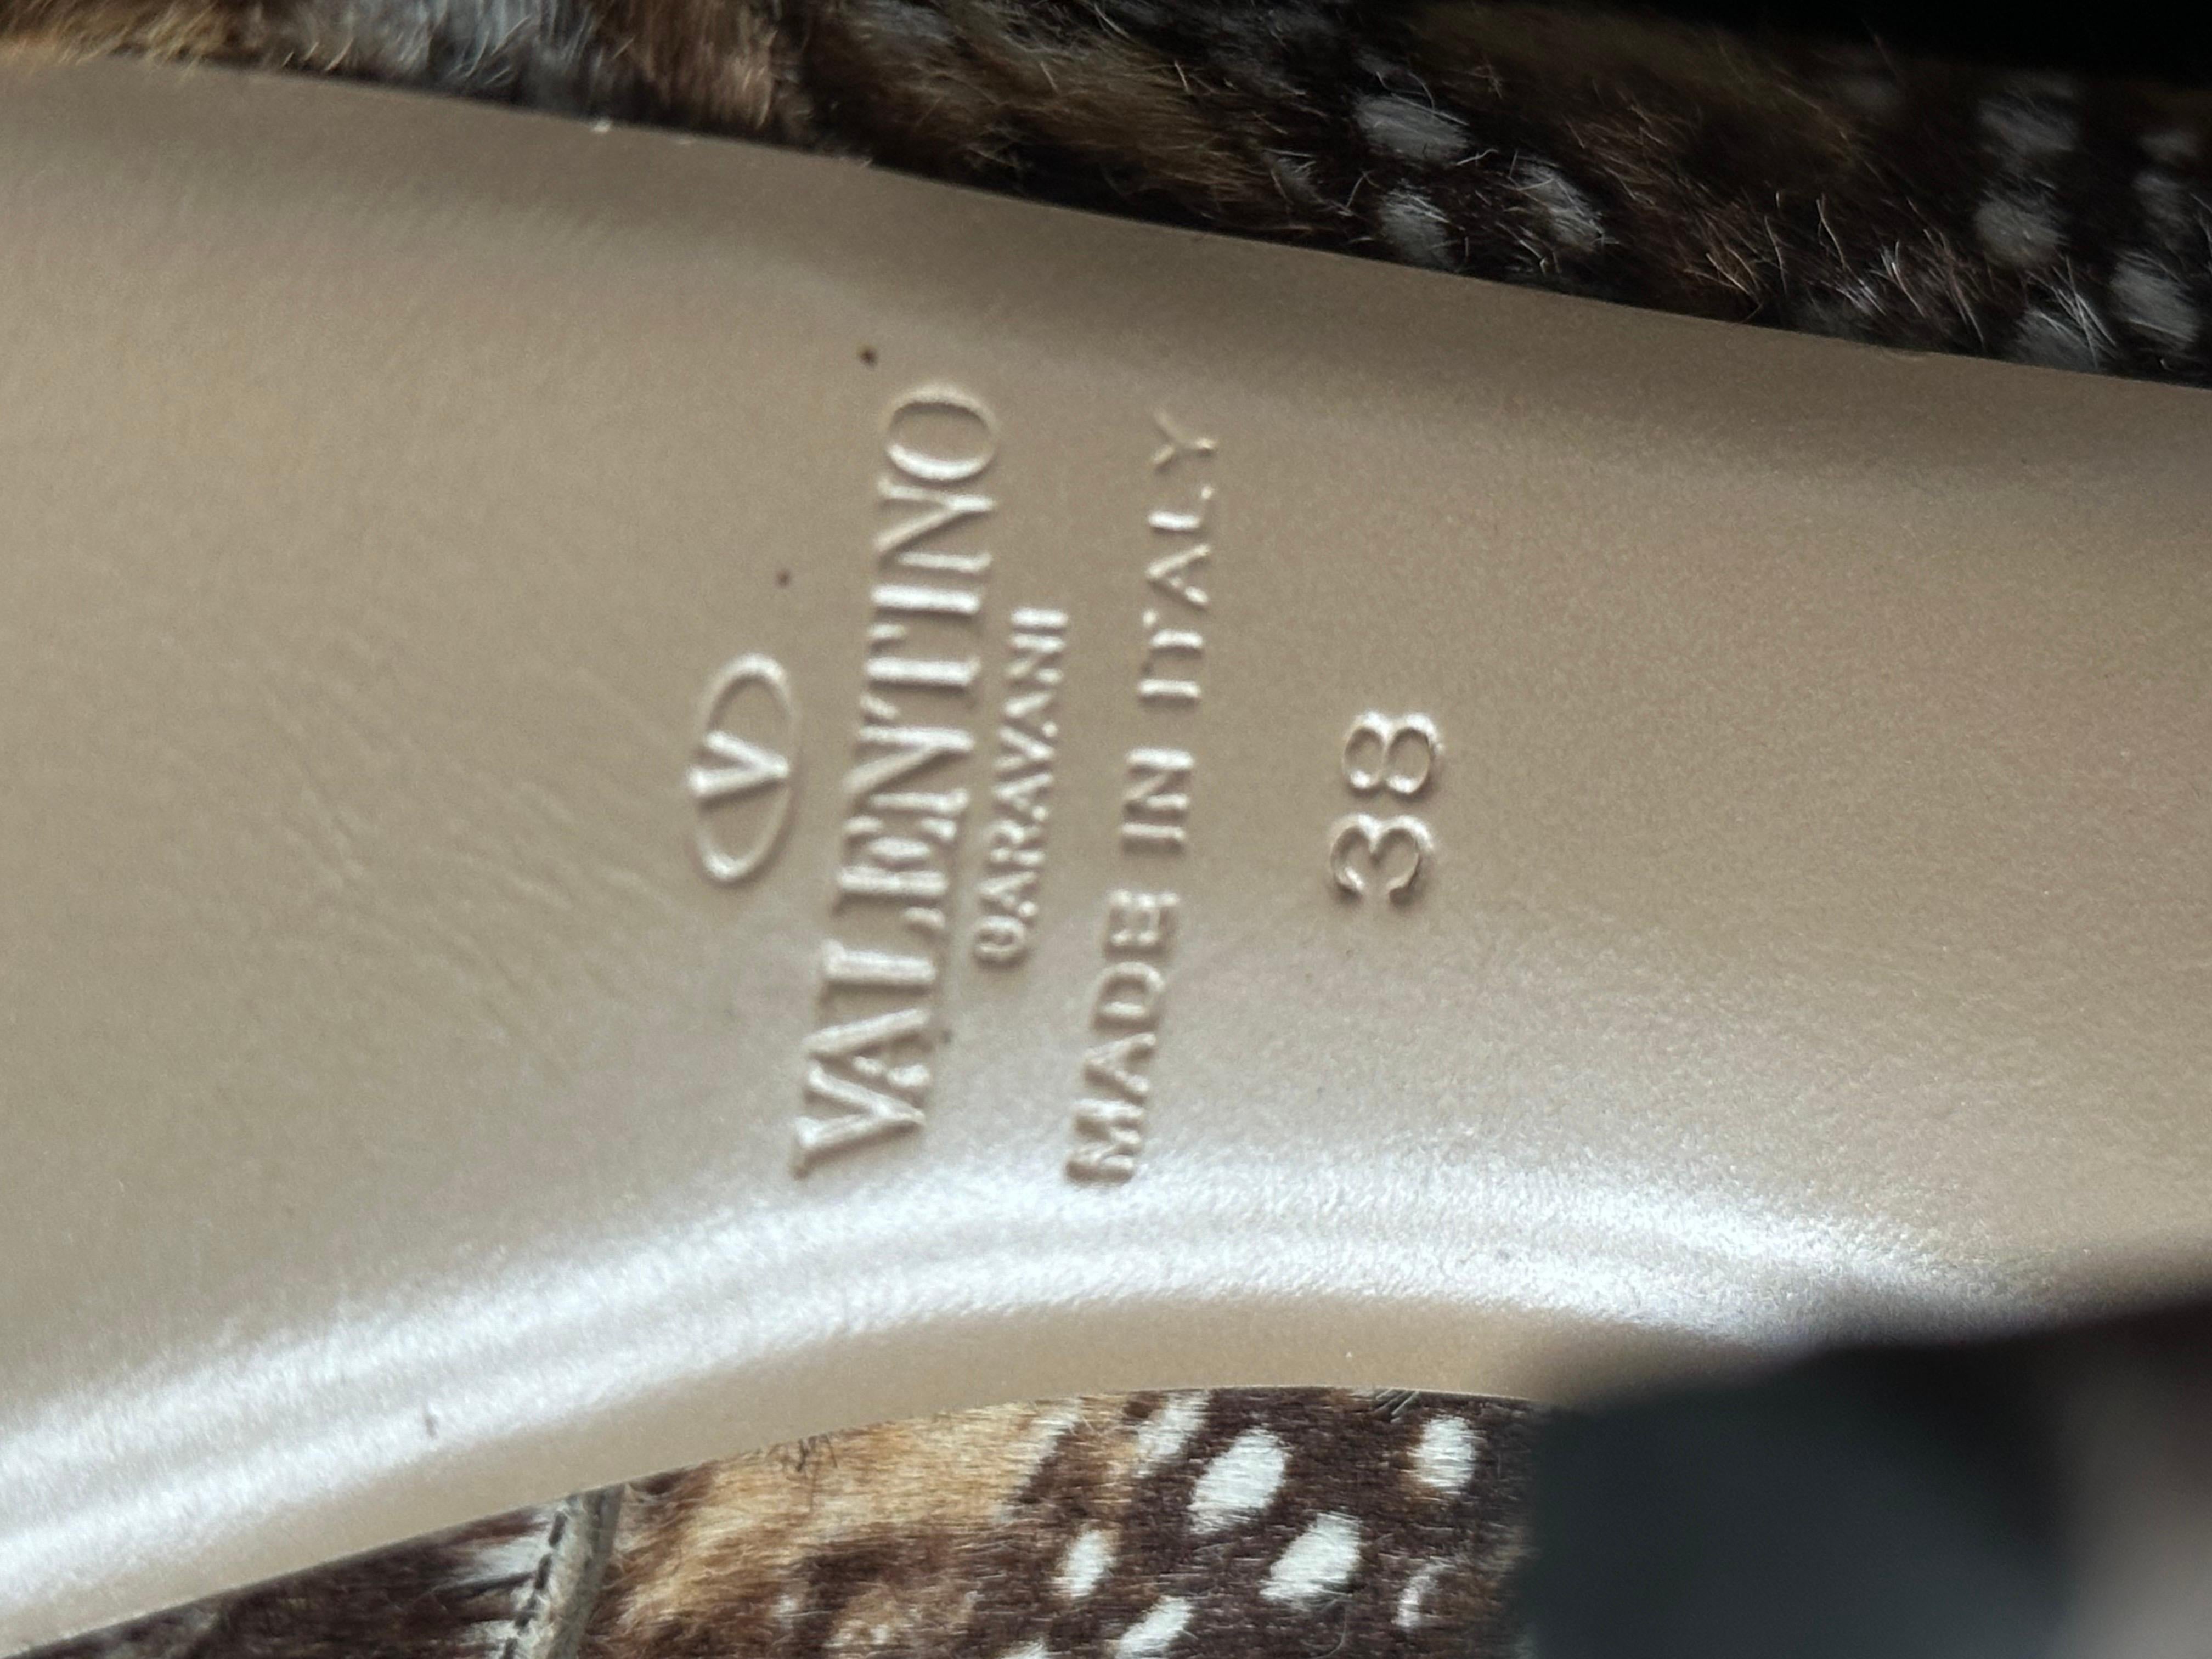 V
VALENTINO
GARAVANI
MADE IN ITALY
38